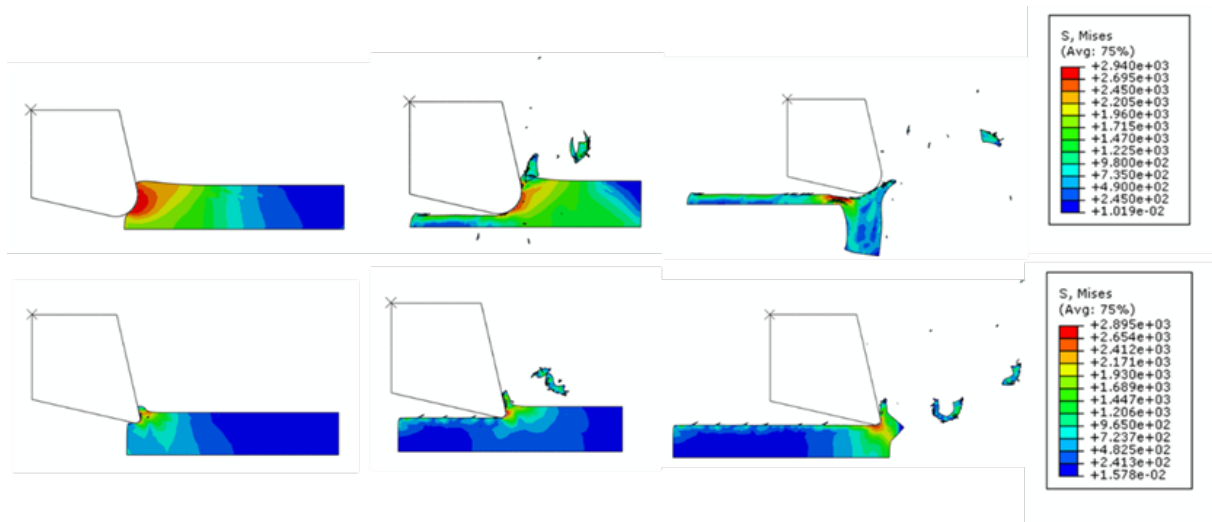 S, Mises
(Avg: 75%)
+2.940e+03
+2.695e+03
+2.450e+03
+2.205e+03
+1.960e+03
+1.715e+03
+1.470e+03
+1.225e+03
+9.800e+02
+7.350e+02
+4.900e+02
+2.450e+02
+1.019e-02
S, Mises
(Avg: 75%)
+2.895e+03
+2.654e+03
+2.412e+03
+2.171e+03
+1.930e+03
+1.689e+03
+1.447e+03
+1.206e+03
+9.650e+02
+7.237e+02
+4.825e+02
+2.413e+02
+1.578e-02